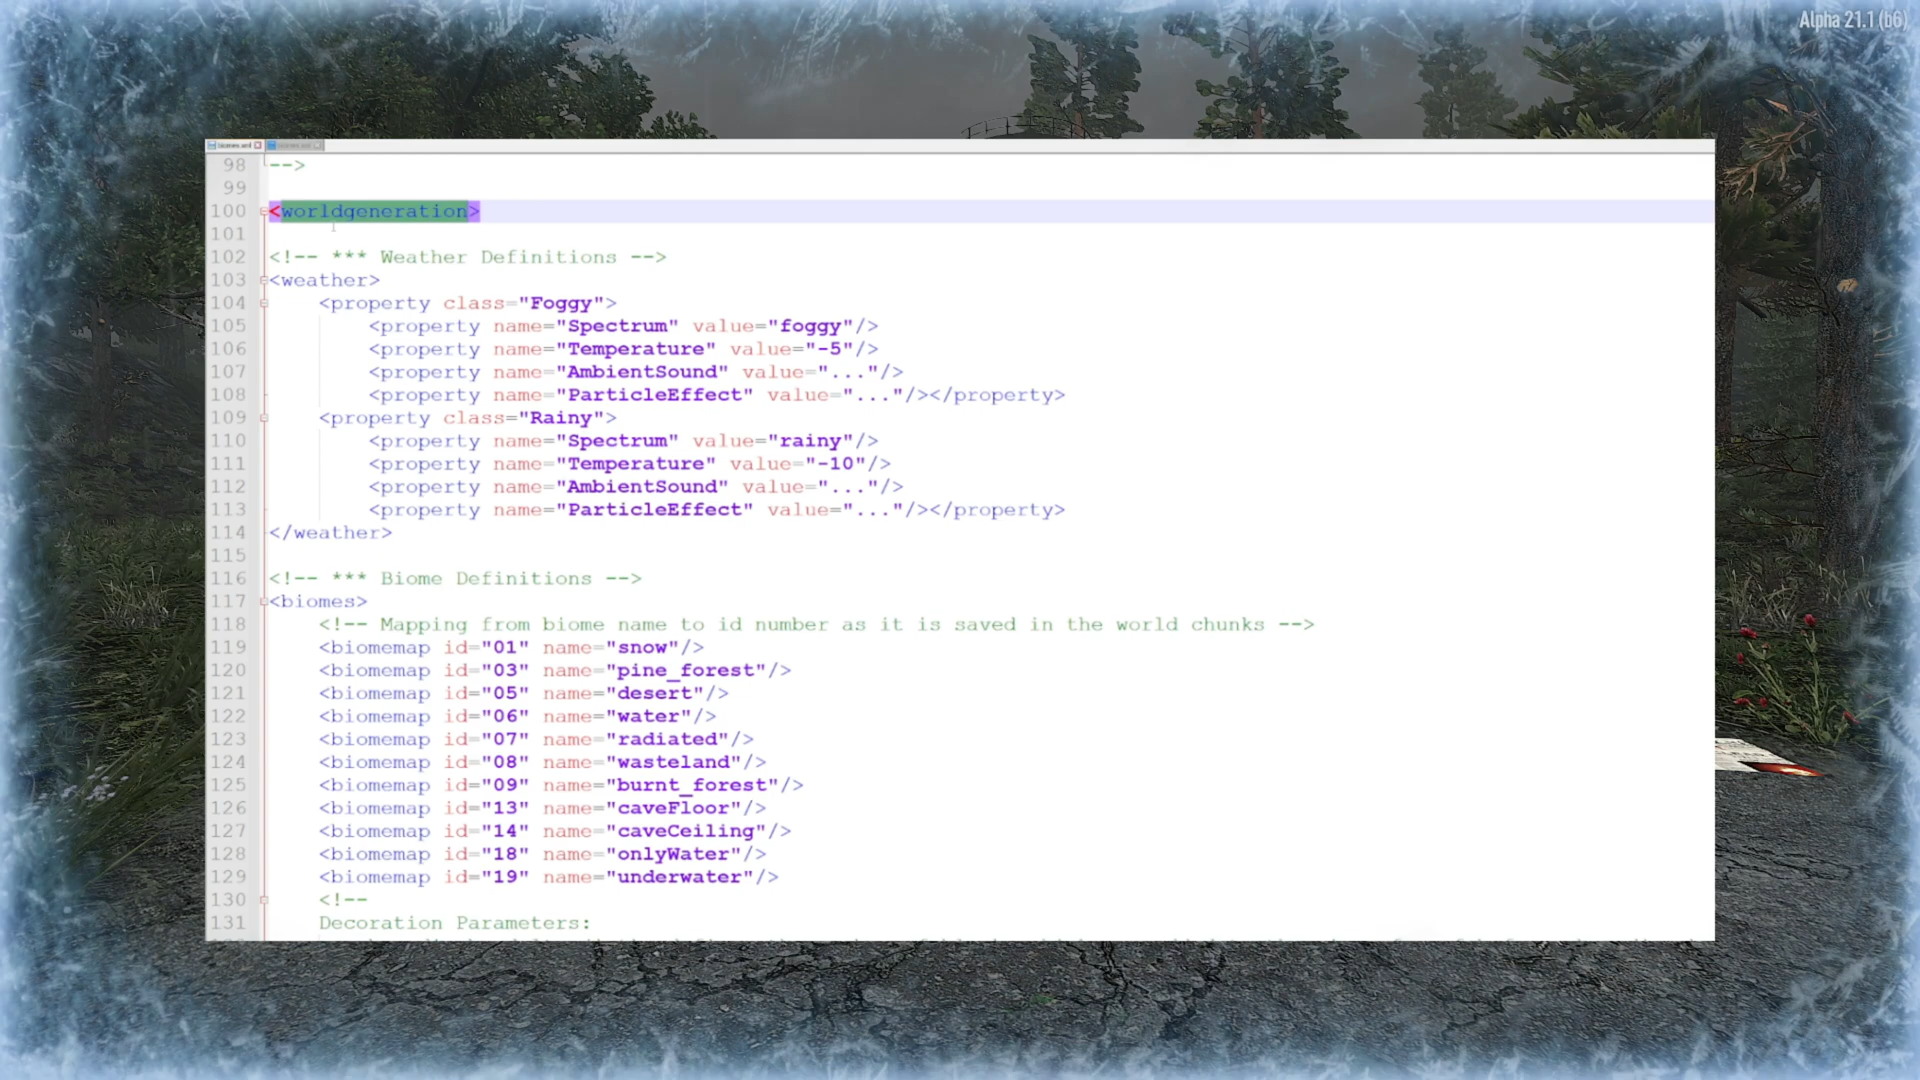 Alpha 21.1 (b6)
biomes.xml
98 -->
99
100 <worldgeneration>
101
102 <!-- *** Weather Definitions -->
103 <weather>
104 <property class="Foggy">
105 <property name="Spectrum" value="foggy"/>
106 <property name="Temperature" value="-5"/>
107 <property name="AmbientSound" value="..."/>
108 <property name="ParticleEffect" value="..."/></property>
109 <property class="Rainy">
110 <property name="Spectrum" value="rainy"/>
111 <property name="Temperature" value="-10"/>
112 <property name="AmbientSound" value="..."/>
113 <property name="ParticleEffect" value="..."/></property>
114 </weather>
115
116 <!-- *** Biome Definitions -->
117 <biomes>
118 <!-- Mapping from biome name to id number as it is saved in the world chunks -->
119 <biomemap id="01" name="snow"/>
120 <biomemap id="03" name="pine_forest"/>
121 <biomemap id="05" name="desert"/>
122 <biomemap id="06" name="water"/>
123 <biomemap id="07" name="radiated"/>
124 <biomemap id="08" name="wasteland"/>
125 <biomemap id="09" name="burnt_forest"/>
126 <biomemap id="13" name="caveFloor"/>
127 <biomemap id="14" name="caveCeiling"/>
128 <biomemap id="18" name="onlyWater"/>
129 <biomemap id="19" name="underwater"/>
130 <!--
131 Decoration Parameters: